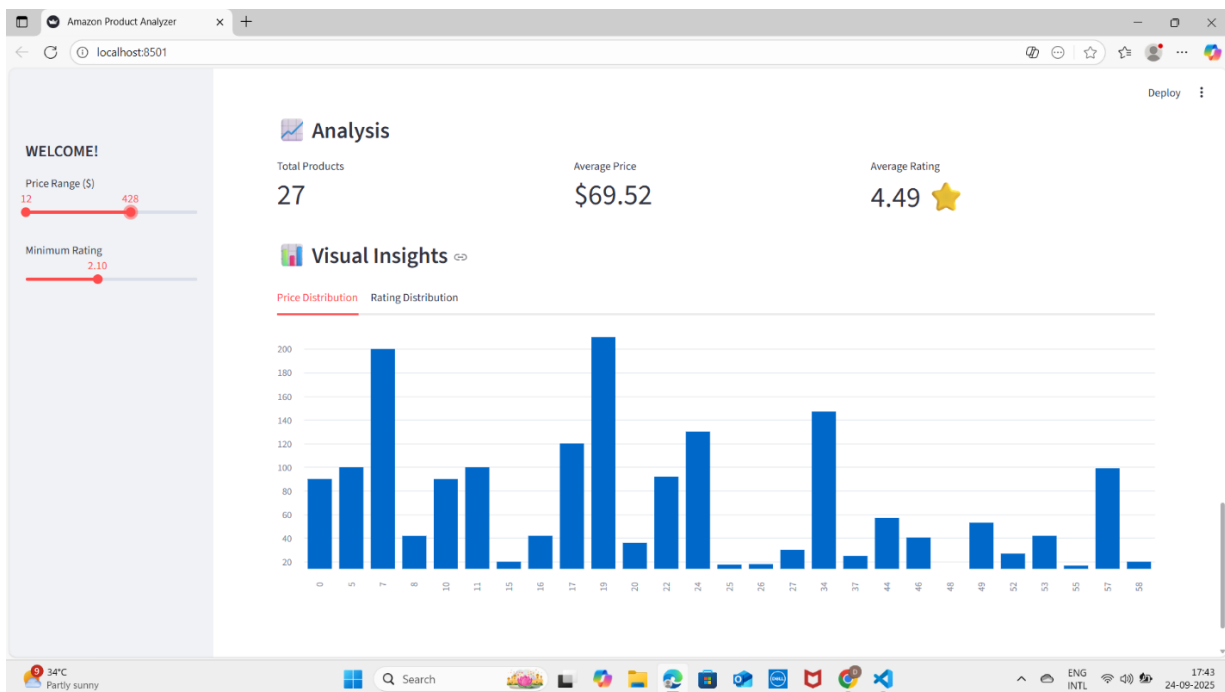 Amazon Product Analyzer
localhost:8501
Deploy
WELCOME!
Price Range ($)
12 428
Minimum Rating
2.10
Analysis
Total Products Average Price Average Rating
27 $69.52 4.49
Visual Insights
Price Distribution Rating Distribution
200
180
160
140
120
100
80
60
40
20
0 5 7 8 10 11 15 16 17 19 20 22 24 25 26 27 34 37 44 46 48 49 52 53 55 57 58
9
34°C
Partly sunny
Search
DELL
ENG
INTL
17:43
24-09-2025